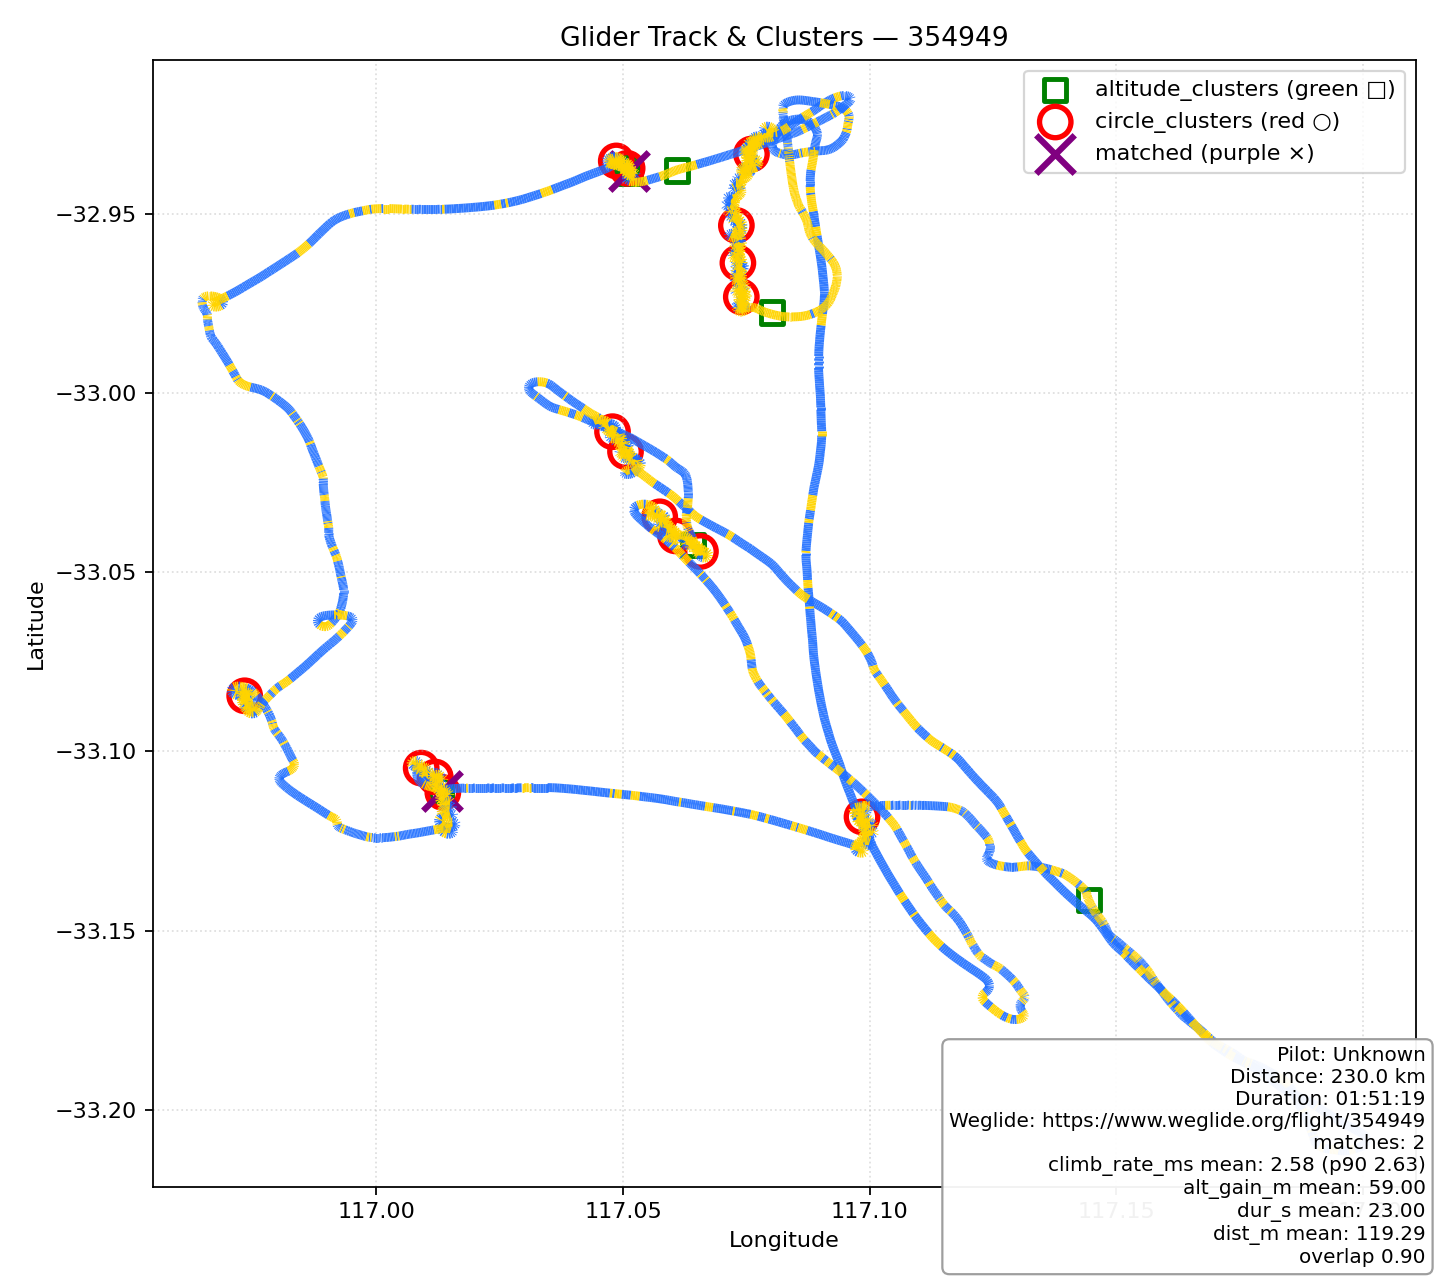 Glider Track & Clusters — 354949
altitude_clusters (green □)
circle_clusters (red ○)
matched (purple ×)
−32.95
−33.00
−33.05
−33.10
−33.15
−33.20
Latitude
117.00
117.05
117.10
117.15
Longitude
Pilot: Unknown
Distance: 230.0 km
Duration: 01:51:19
Weglide: https://www.weglide.org/flight/354949
matches: 2
climb_rate_ms mean: 2.58 (p90 2.63)
alt_gain_m mean: 59.00
dur_s mean: 23.00
dist_m mean: 119.29
overlap 0.90